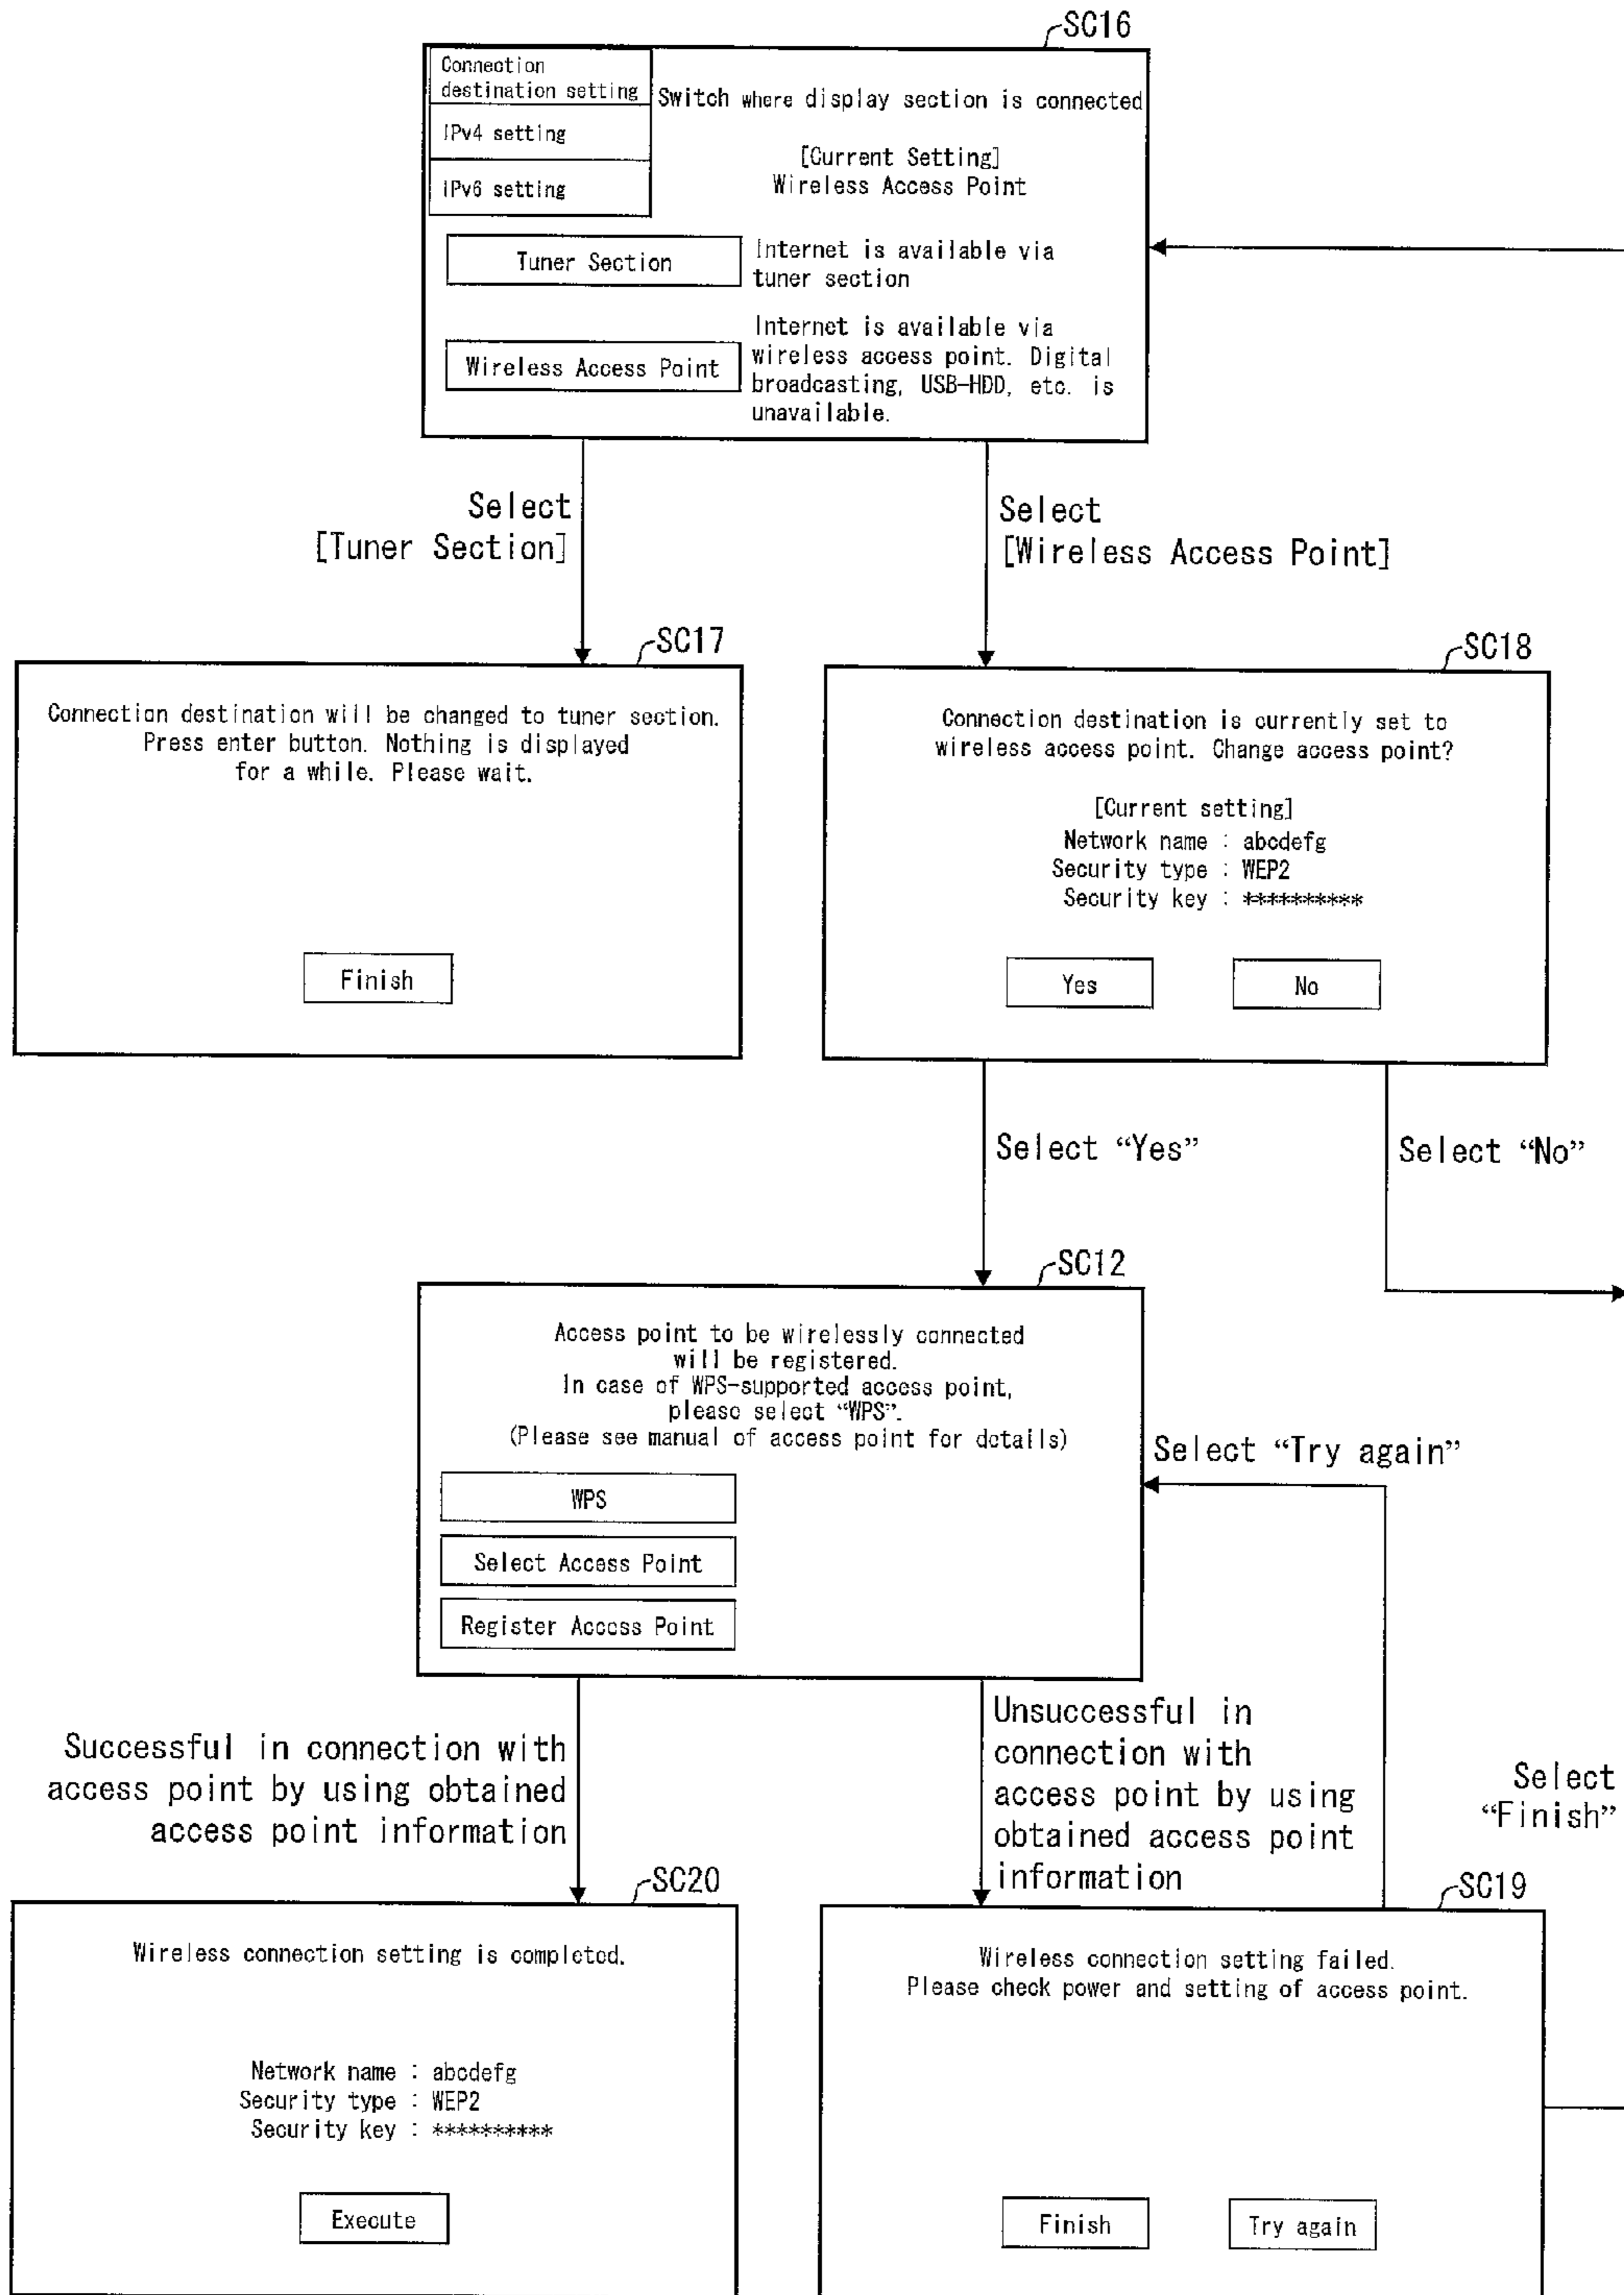 SC16
Connection
destination setting
IPv4 setting
IPv6 setting
Switch where display section is connected
[Current Setting]
Wireless Access Point
Tuner Section
Internet is available via
tuner section
Wireless Access Point
Internet is available via
wireless access point. Digital
broadcasting, USB-HDD, etc. is
unavailable.
Select
[Tuner Section]
Select
[Wireless Access Point]
SC17
Connection destination will be changed to tuner section.
Press enter button. Nothing is displayed
for a while. Please wait.
Finish
SC18
Connection destination is currently set to
wireless access point. Change access point?
[Current setting]
Network name : abcdefg
Security type : WEP2
Security key : **********
Yes
No
Select “Yes”
Select “No”
SC12
Access point to be wirelessly connected
will be registered.
In case of WPS-supported access point,
please select “WPS”.
(Please see manual of access point for details)
WPS
Select Access Point
Register Access Point
Select “Try again”
Successful in connection with
access point by using obtained
access point information
Unsuccessful in
connection with
access point by using
obtained access point
information
Select
“Finish”
SC20
Wireless connection setting is completed.
Network name : abcdefg
Security type : WEP2
Security key : **********
Execute
SC19
Wireless connection setting failed.
Please check power and setting of access point.
Finish
Try again